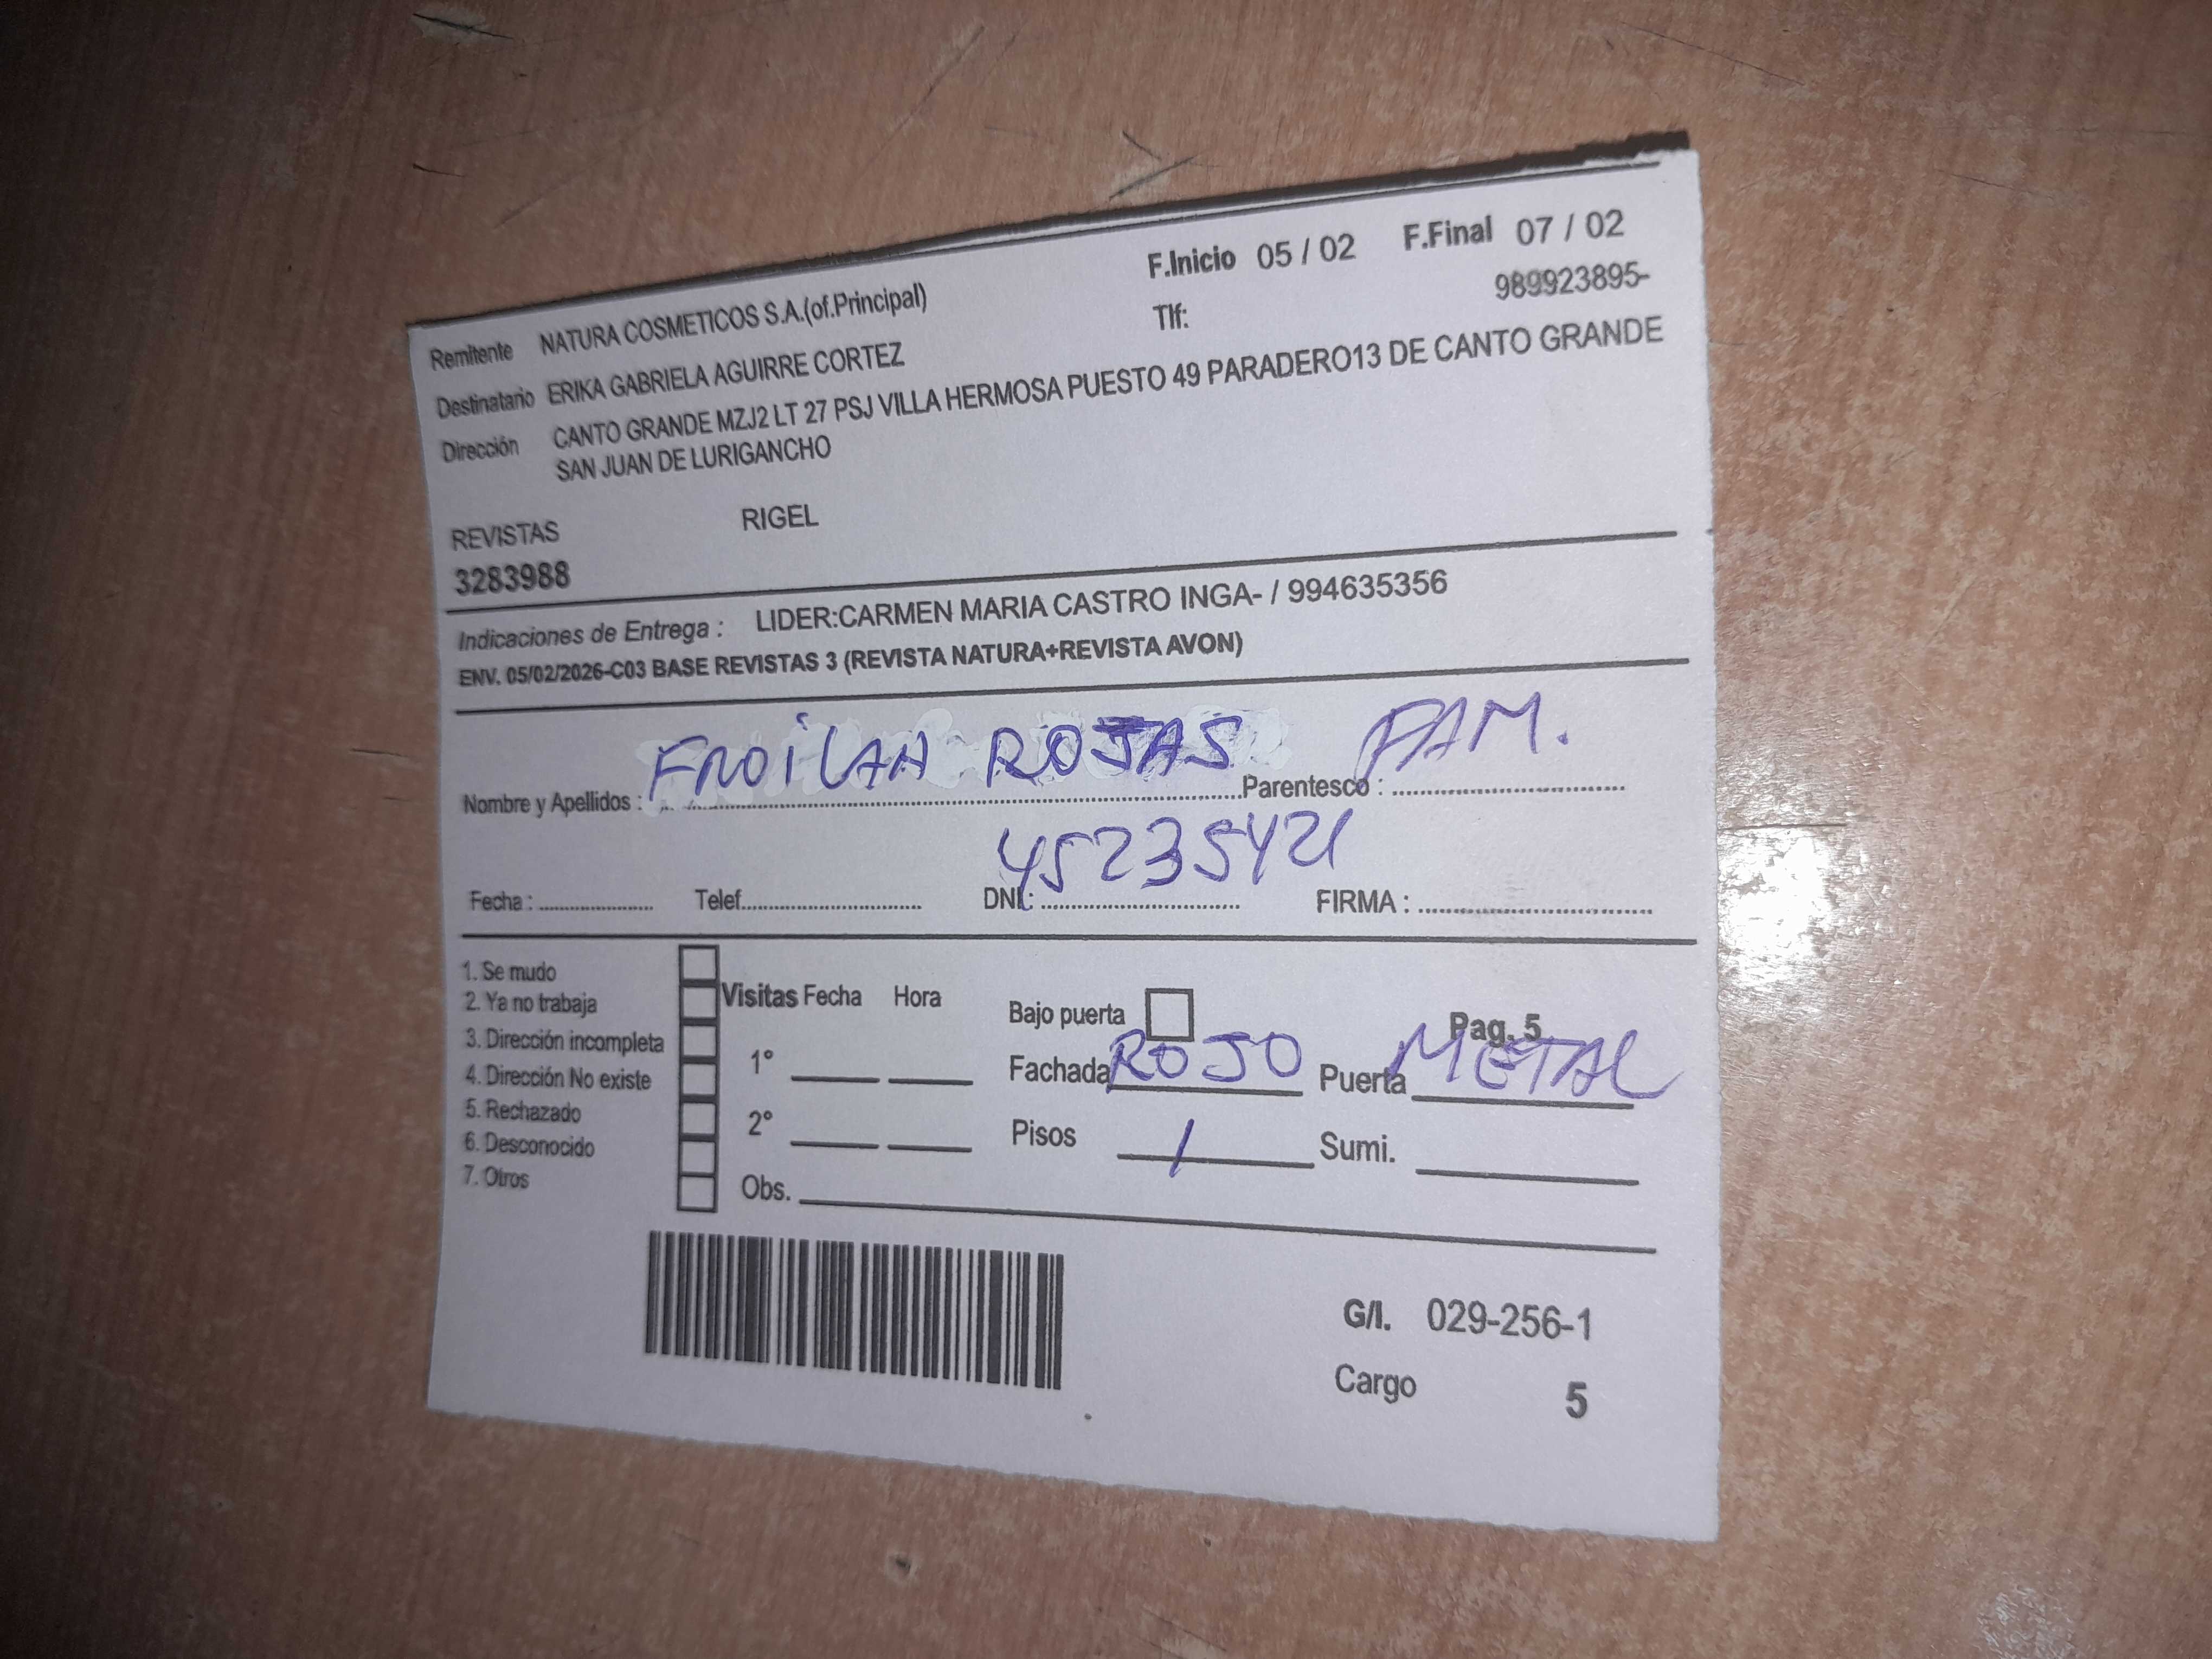 F.Inicio 05 / 02 F.Final 07 / 02
Remitente NATURA COSMETICOS S.A.(of.Principal) Tlf: 989923895-
Destinatario ERIKA GABRIELA AGUIRRE CORTEZ
Dirección CANTO GRANDE MZJ2 LT 27 PSJ VILLA HERMOSA PUESTO 49 PARADERO13 DE CANTO GRANDE
SAN JUAN DE LURIGANCHO
REVISTAS RIGEL
3283988
Indicaciones de Entrega : LIDER:CARMEN MARIA CASTRO INGA- / 994635356
ENV. 05/02/2026-C03 BASE REVISTAS 3 (REVISTA NATURA+REVISTA AVON)
Nombre y Apellidos : FROILAN ROJAS Parentesco : FAM.
Fecha : Telef. DNI: 45235421 FIRMA :
1. Se mudo
2. Ya no trabaja
3. Dirección incompleta
4. Dirección No existe
5. Rechazado
6. Desconocido
7. Otros
Visitas Fecha Hora
1°
2°
Obs.
Bajo puerta Pag. 5
Fachada ROJO Puerta METAL
Pisos 1 Sumi.
G/I. 029-256-1
Cargo 5